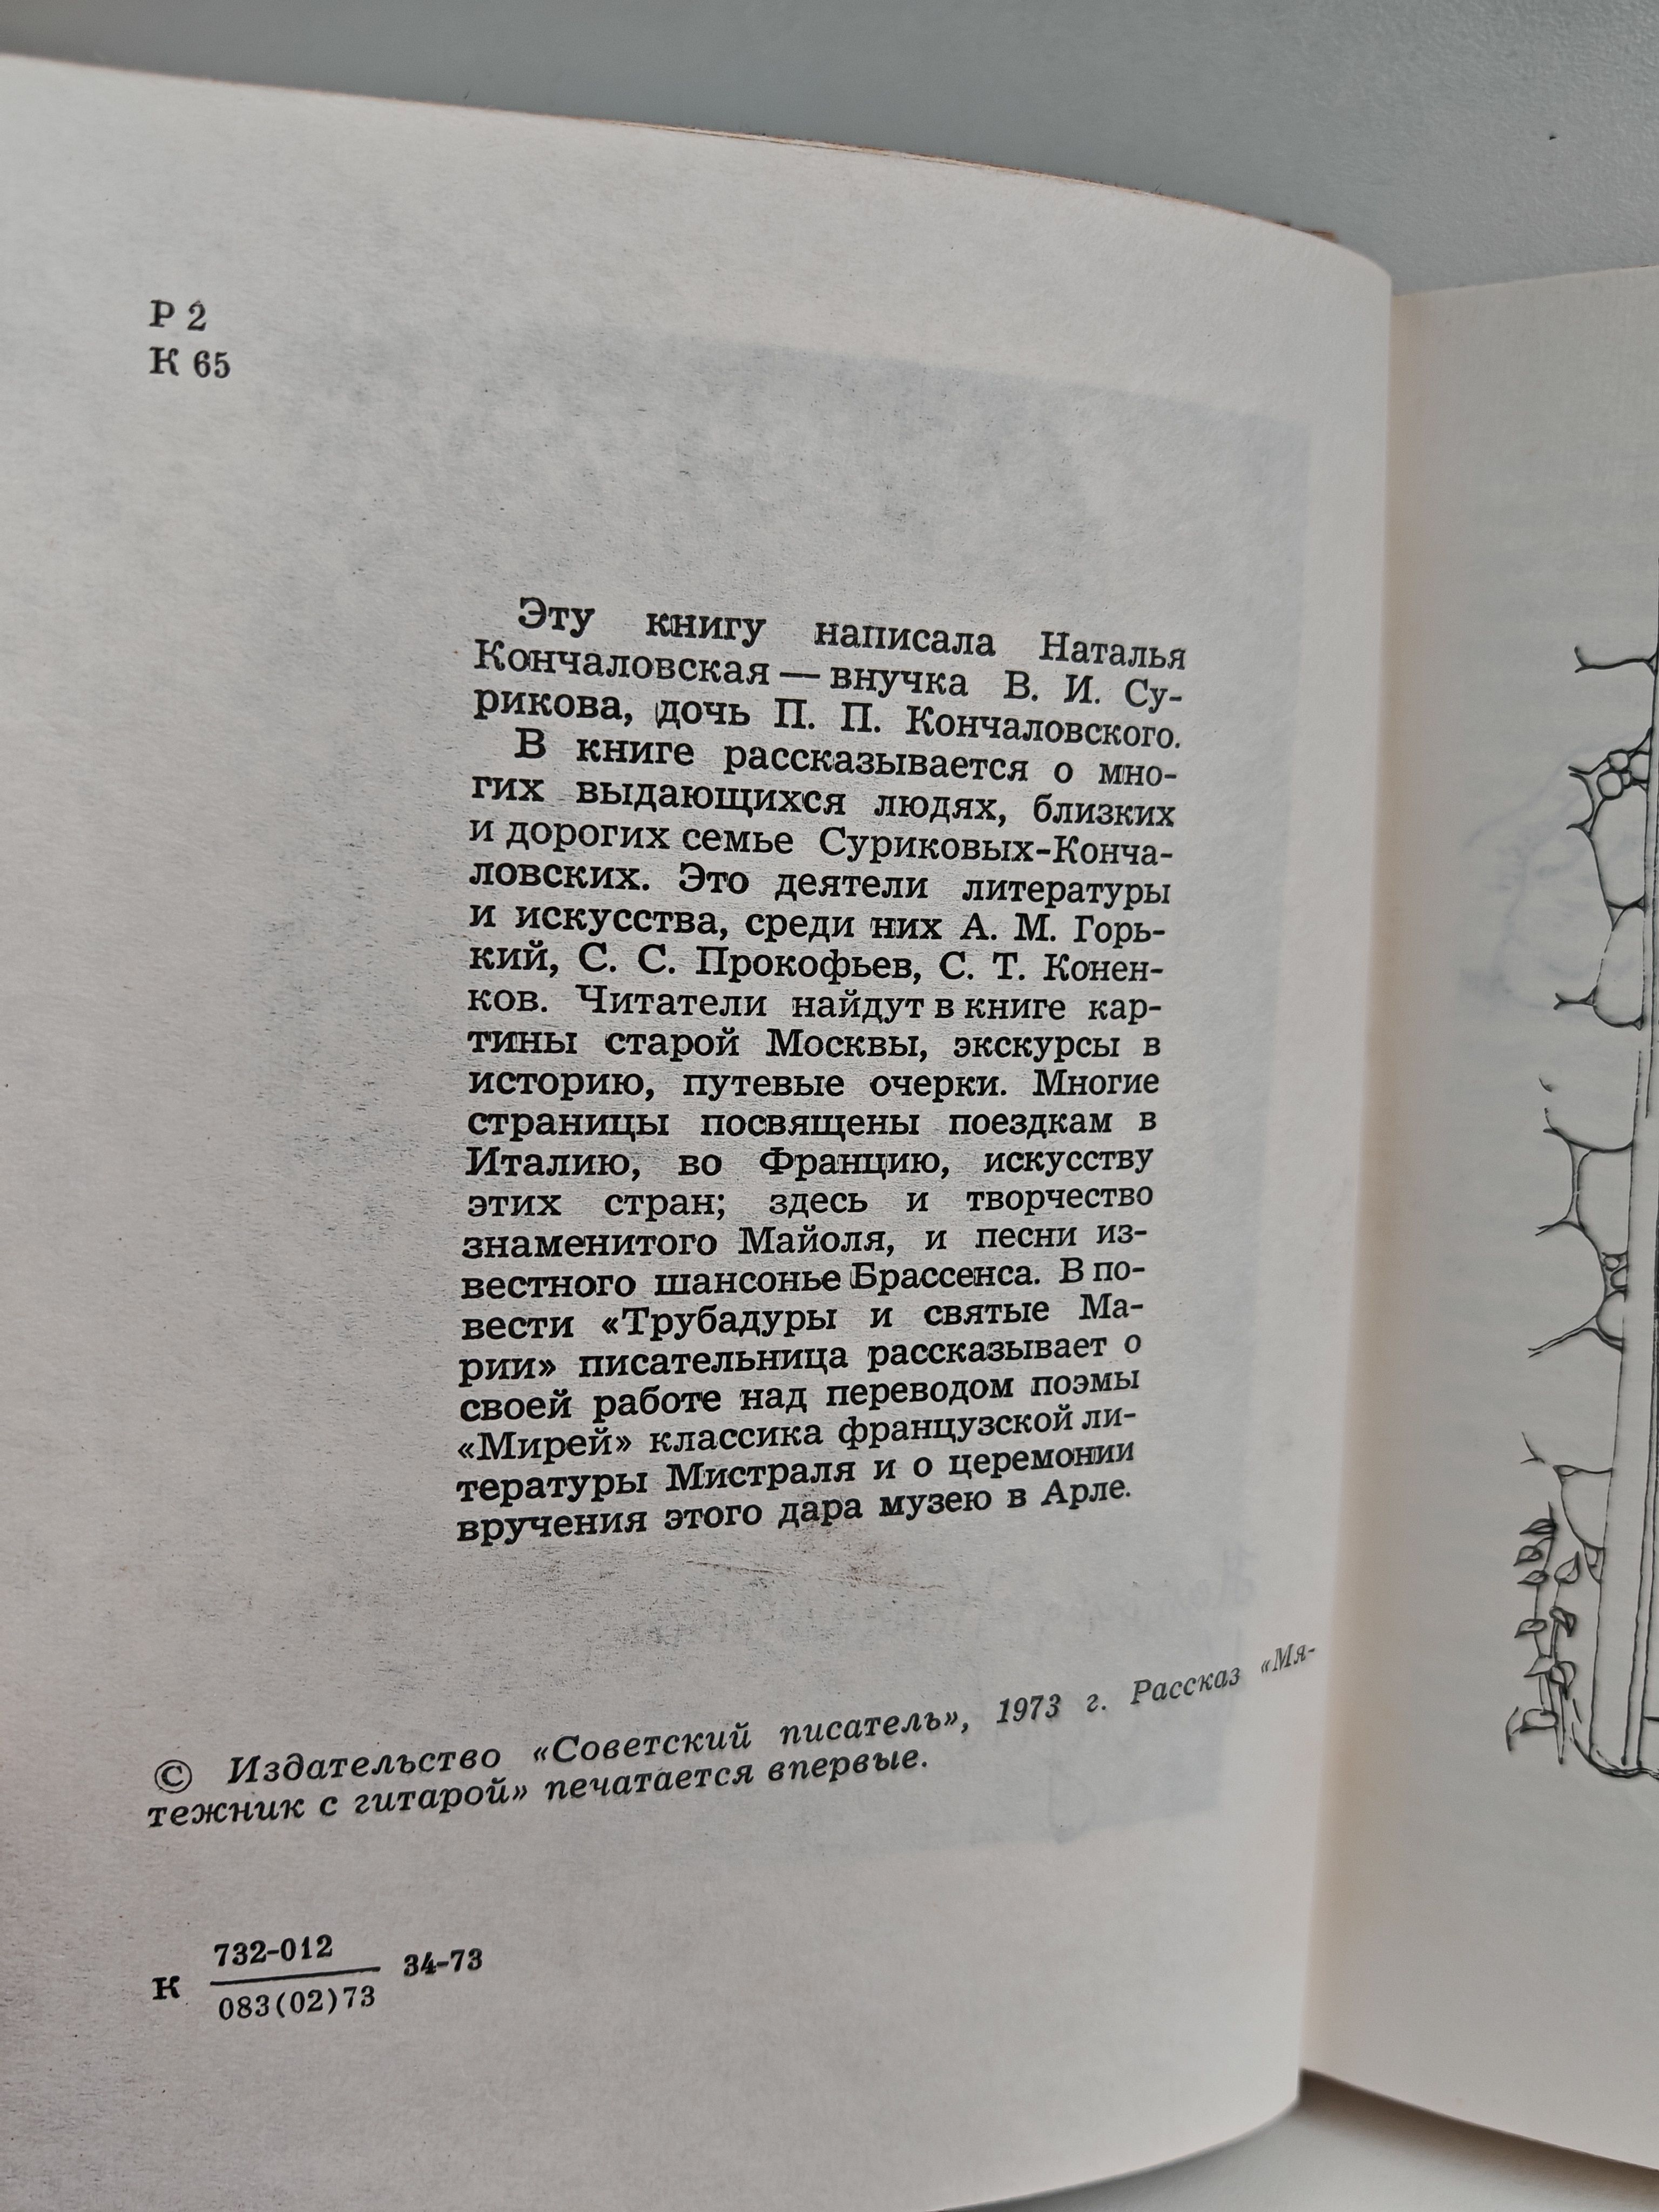 Р 2
К 65
Эту книгу написала Наталья
Кончаловская — внучка В. И. Су-
рикова, дочь П. П. Кончаловского.
В книге рассказывается о мно-
гих выдающихся людях, близких
и дорогих семье Суриковых-Конча-
ловских. Это деятели литературы
и искусства, среди них А. М. Горь-
кий, С. С. Прокофьев, С. Т. Конен-
ков. Читатели найдут в книге кар-
тины старой Москвы, экскурсы в
историю, путевые очерки. Многие
страницы посвящены поездкам в
Италию, во Францию, искусству
этих стран; здесь и творчество
знаменитого Майоля, и песни из-
вестного шансонье Брассенса. В по-
вести «Трубадуры и святые Ма-
рии» писательница рассказывает о
своей работе над переводом поэмы
«Мирей» классика французской ли-
тературы Мистраля и о церемонии
вручения этого дара музею в Арле.
© Издательство «Советский писатель», 1973 г. Рассказ «Мя-
тежник с гитарой» печатается впервые.
К 732-012 34-73
083(02)73